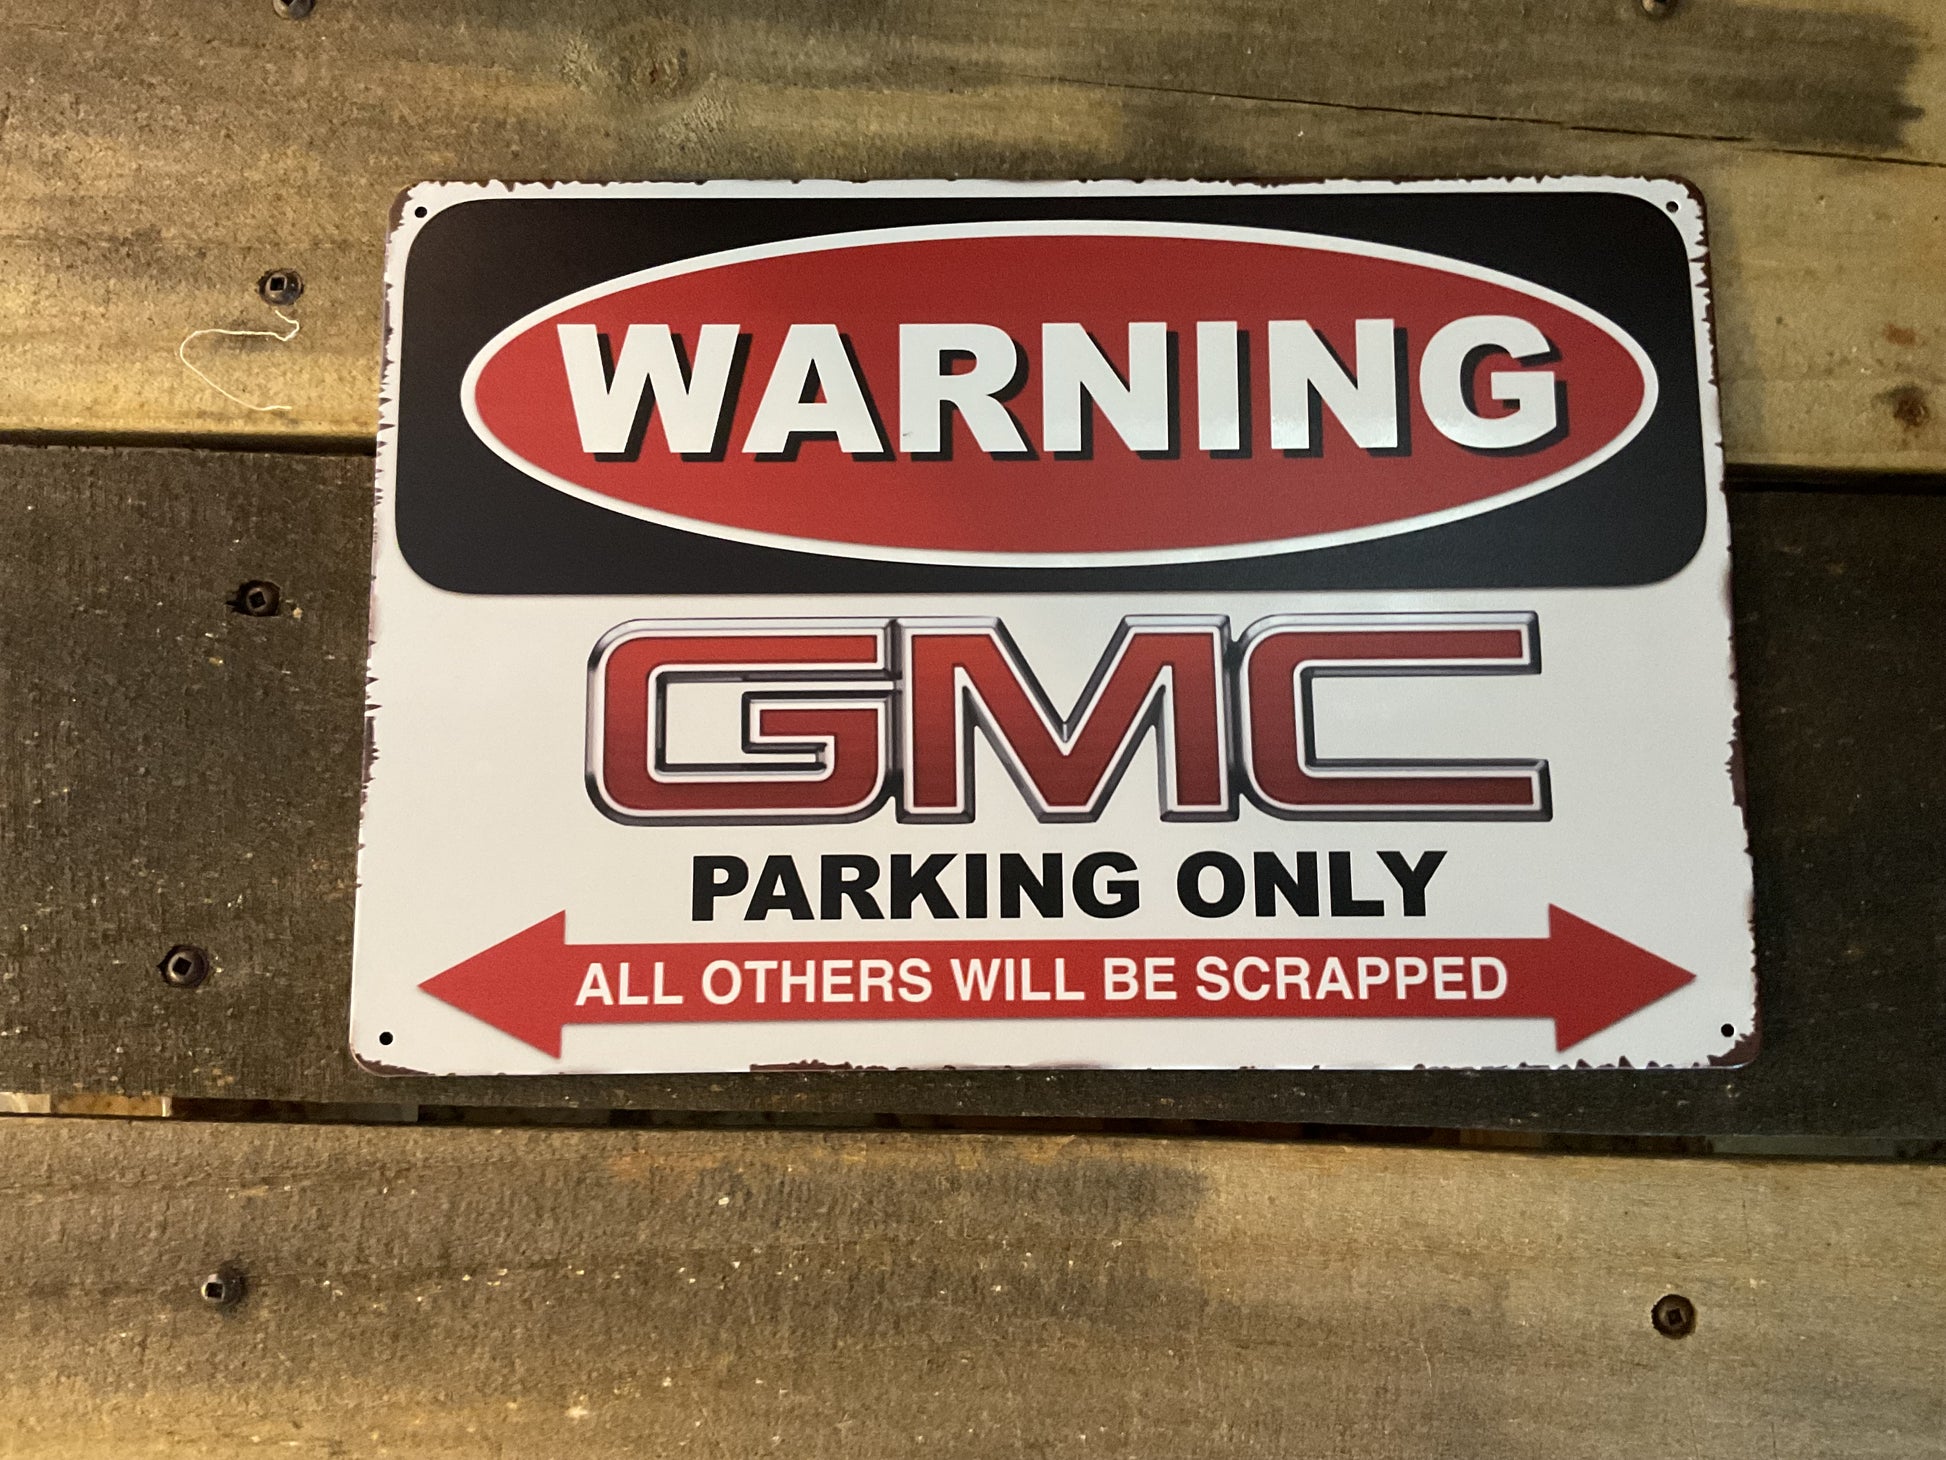 WARNING
GMC
PARKING ONLY
ALL OTHERS WILL BE SCRAPPED